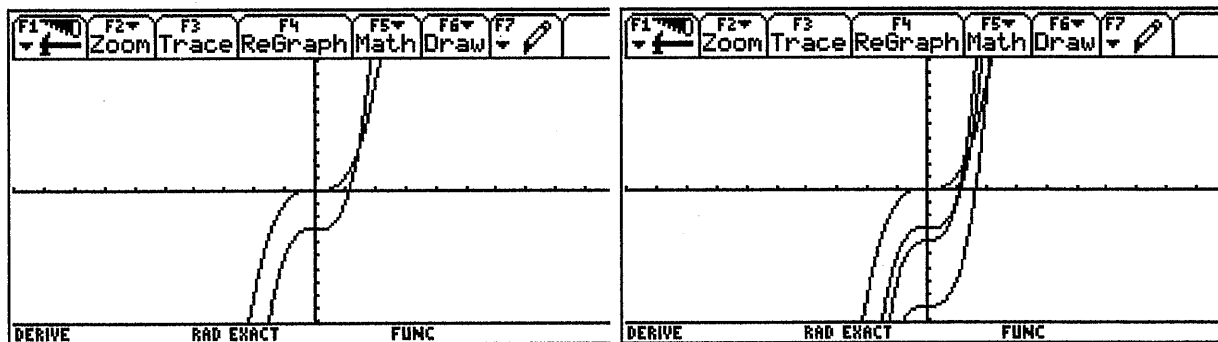 F1 F2 Zoom F3 Trace F4 ReGraph F5 Math F6 Draw F7
DERIVE RAD EXACT FUNC
F1 F2 Zoom F3 Trace F4 ReGraph F5 Math F6 Draw F7
DERIVE RAD EXACT FUNC